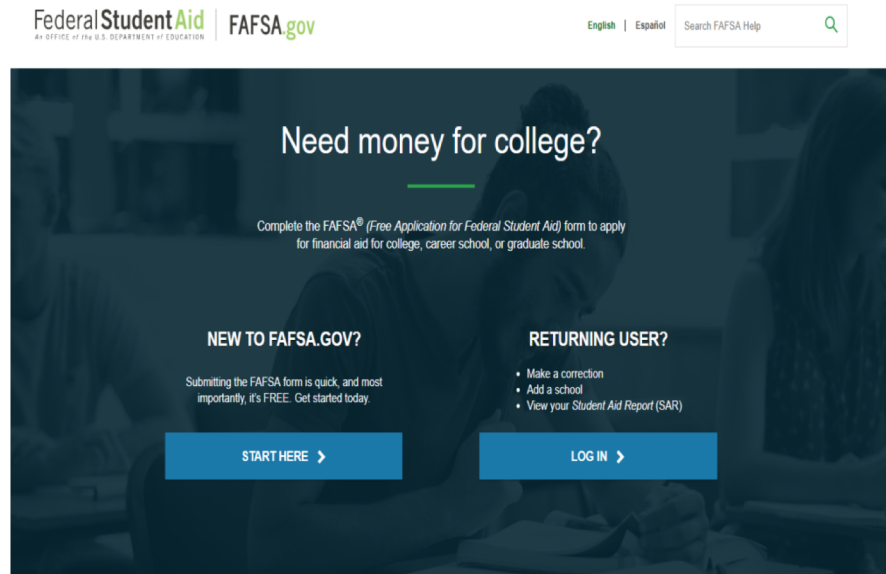 Federal Student Aid
An OFFICE of the U.S. DEPARTMENT of EDUCATION
FAFSA.gov
English | Español
Search FAFSA Help
Need money for college?
Complete the FAFSA® (Free Application for Federal Student Aid) form to apply
for financial aid for college, career school, or graduate school.
NEW TO FAFSA.GOV?
Submitting the FAFSA form is quick, and most
importantly, it's FREE. Get started today.
START HERE
RETURNING USER?
• Make a correction
• Add a school
• View your Student Aid Report (SAR)
LOG IN